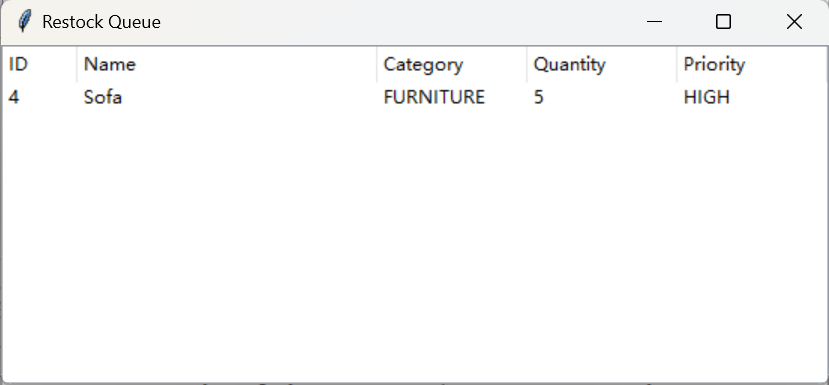 Restock Queue
ID Name Category Quantity Priority
4 Sofa FURNITURE 5 HIGH